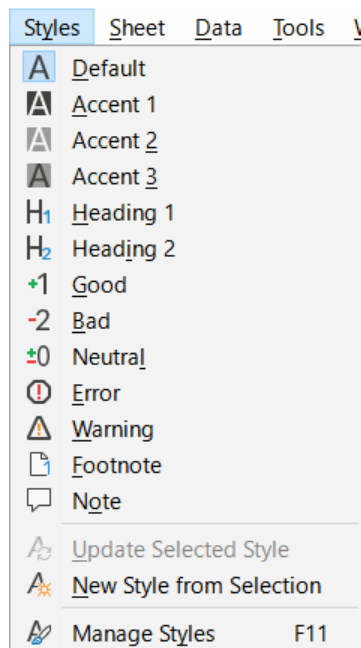 Styles Sheet Data Tools
Default
Accent 1
Accent 2
Accent 3
Heading 1
Heading 2
Good
Bad
Neutral
Error
Warning
Footnote
Note
Update Selected Style
New Style from Selection
Manage Styles F11